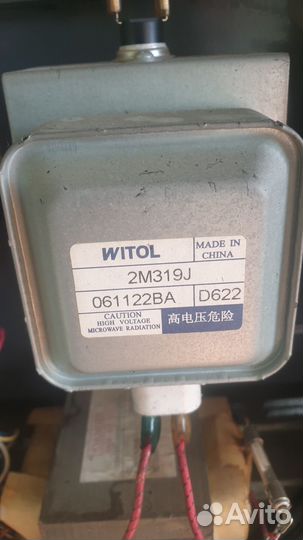 WITOL
MADE IN
CHINA
2M319J
061122BA
D622
CAUTION
HIGH VOLTAGE
MICROWAVE RADIATION
高电压危险
Avito